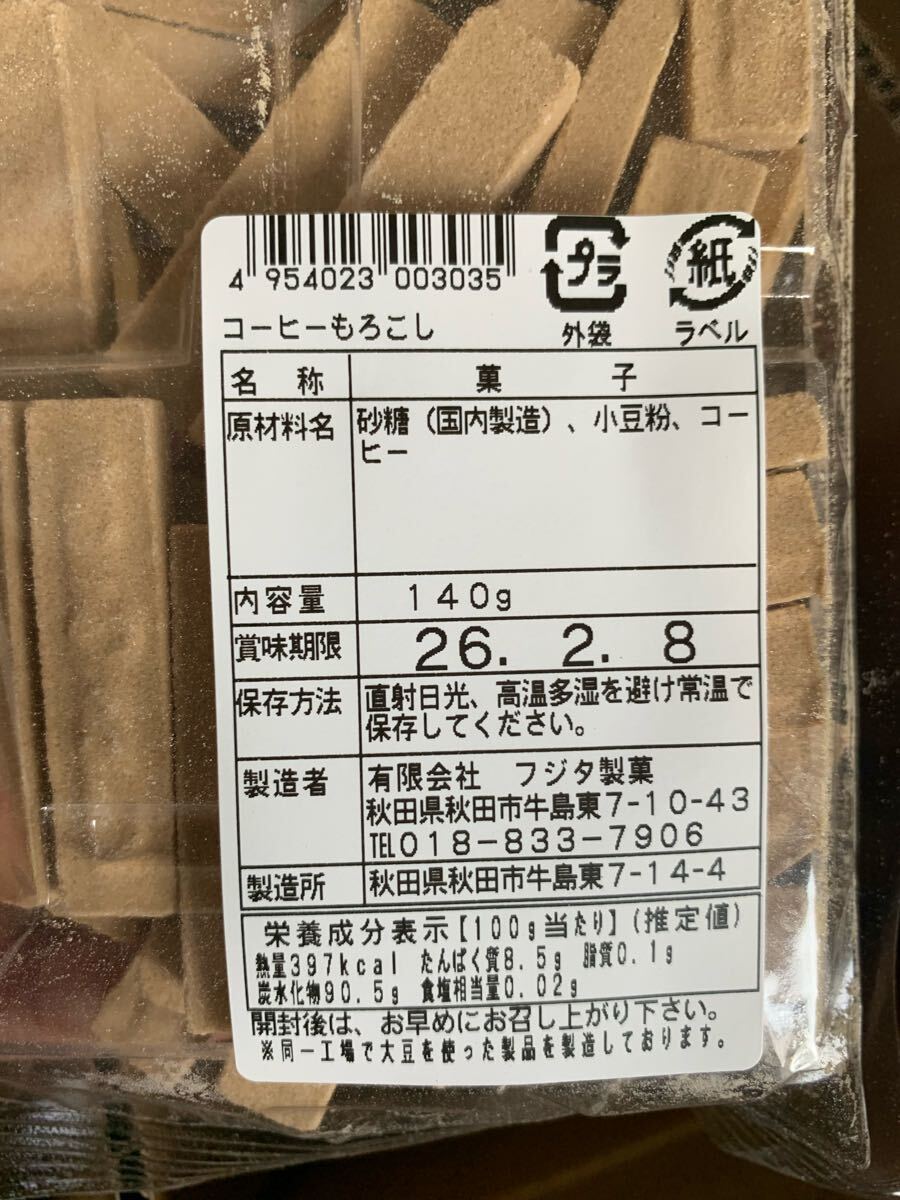 4 954023 003035
プラ
外袋
紙
ラベル
コーヒーもろこし
名 称 菓 子
原材料名 砂糖（国内製造）、小豆粉、コー
ヒー
内容量 140g
賞味期限 26. 2. 8
保存方法 直射日光、高温多湿を避け常温で
保存してください。
製造者 有限会社 フジタ製菓
秋田県秋田市牛島東7-10-43
TEL018-833-7906
製造所 秋田県秋田市牛島東7-14-4
栄養成分表示【100g当たり】(推定値)
熱量397kcal たんぱく質8.5g 脂質0.1g
炭水化物90.5g 食塩相当量0.02g
開封後は、お早めにお召し上がり下さい。
※同一工場で大豆を使った製品を製造しております。